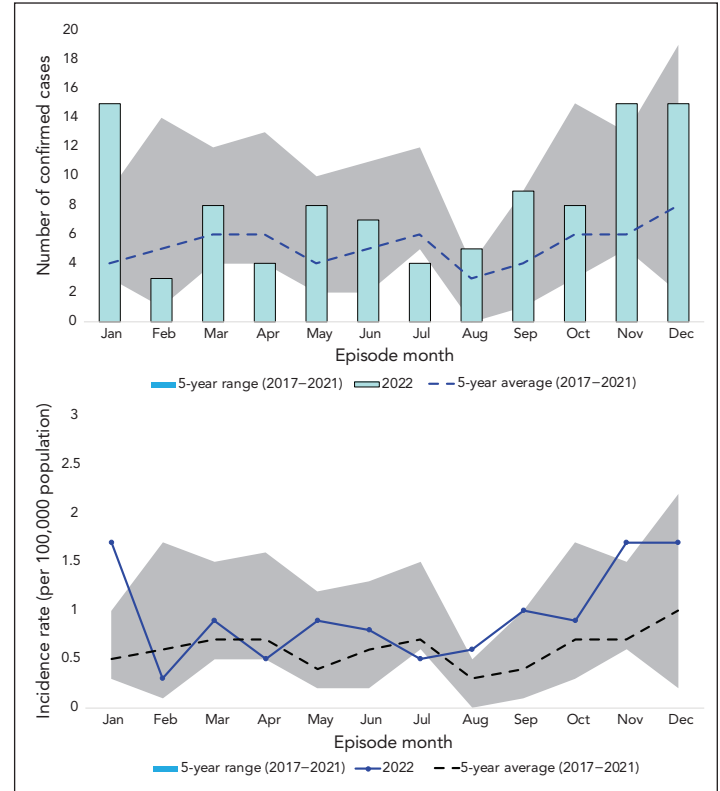 Number of confirmed cases
20
18
16
14
12
10
8
6
4
2
0
Jan Feb Mar Apr May Jun Jul Aug Sep Oct Nov Dec
Episode month
5-year range (2017–2021) 2022 5-year average (2017–2021)
Incidence rate (per 100,000 population)
3
2.5
2
1.5
1
0.5
0
Jan Feb Mar Apr May Jun Jul Aug Sep Oct Nov Dec
Episode month
5-year range (2017–2021) 2022 5-year average (2017–2021)